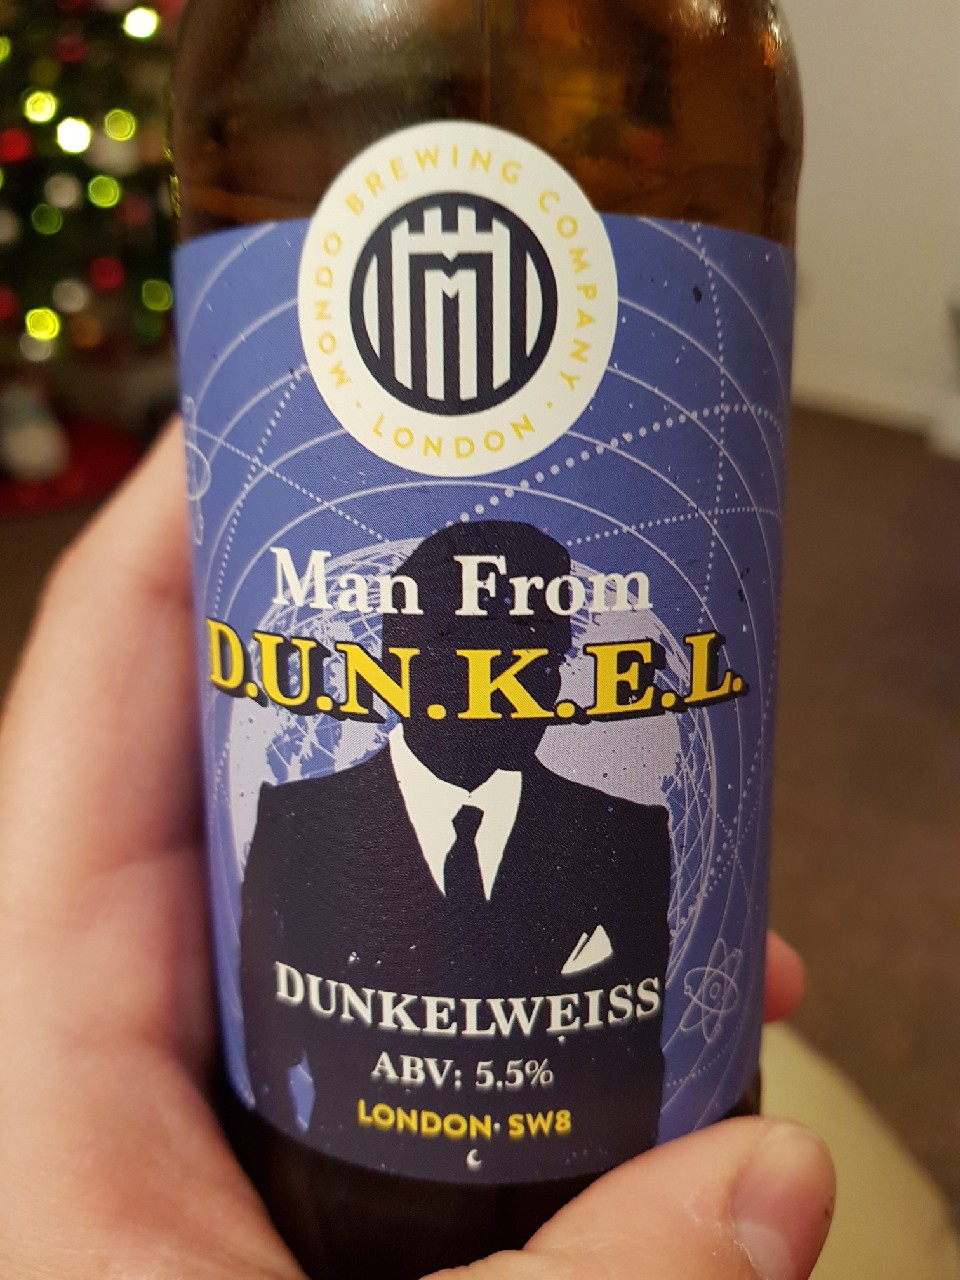 MONDO BREWING COMPANY
· LONDON ·
M
Man From
D.U.N.K.E.L.
DUNKELWEISS
ABV: 5.5%
LONDON· SW8